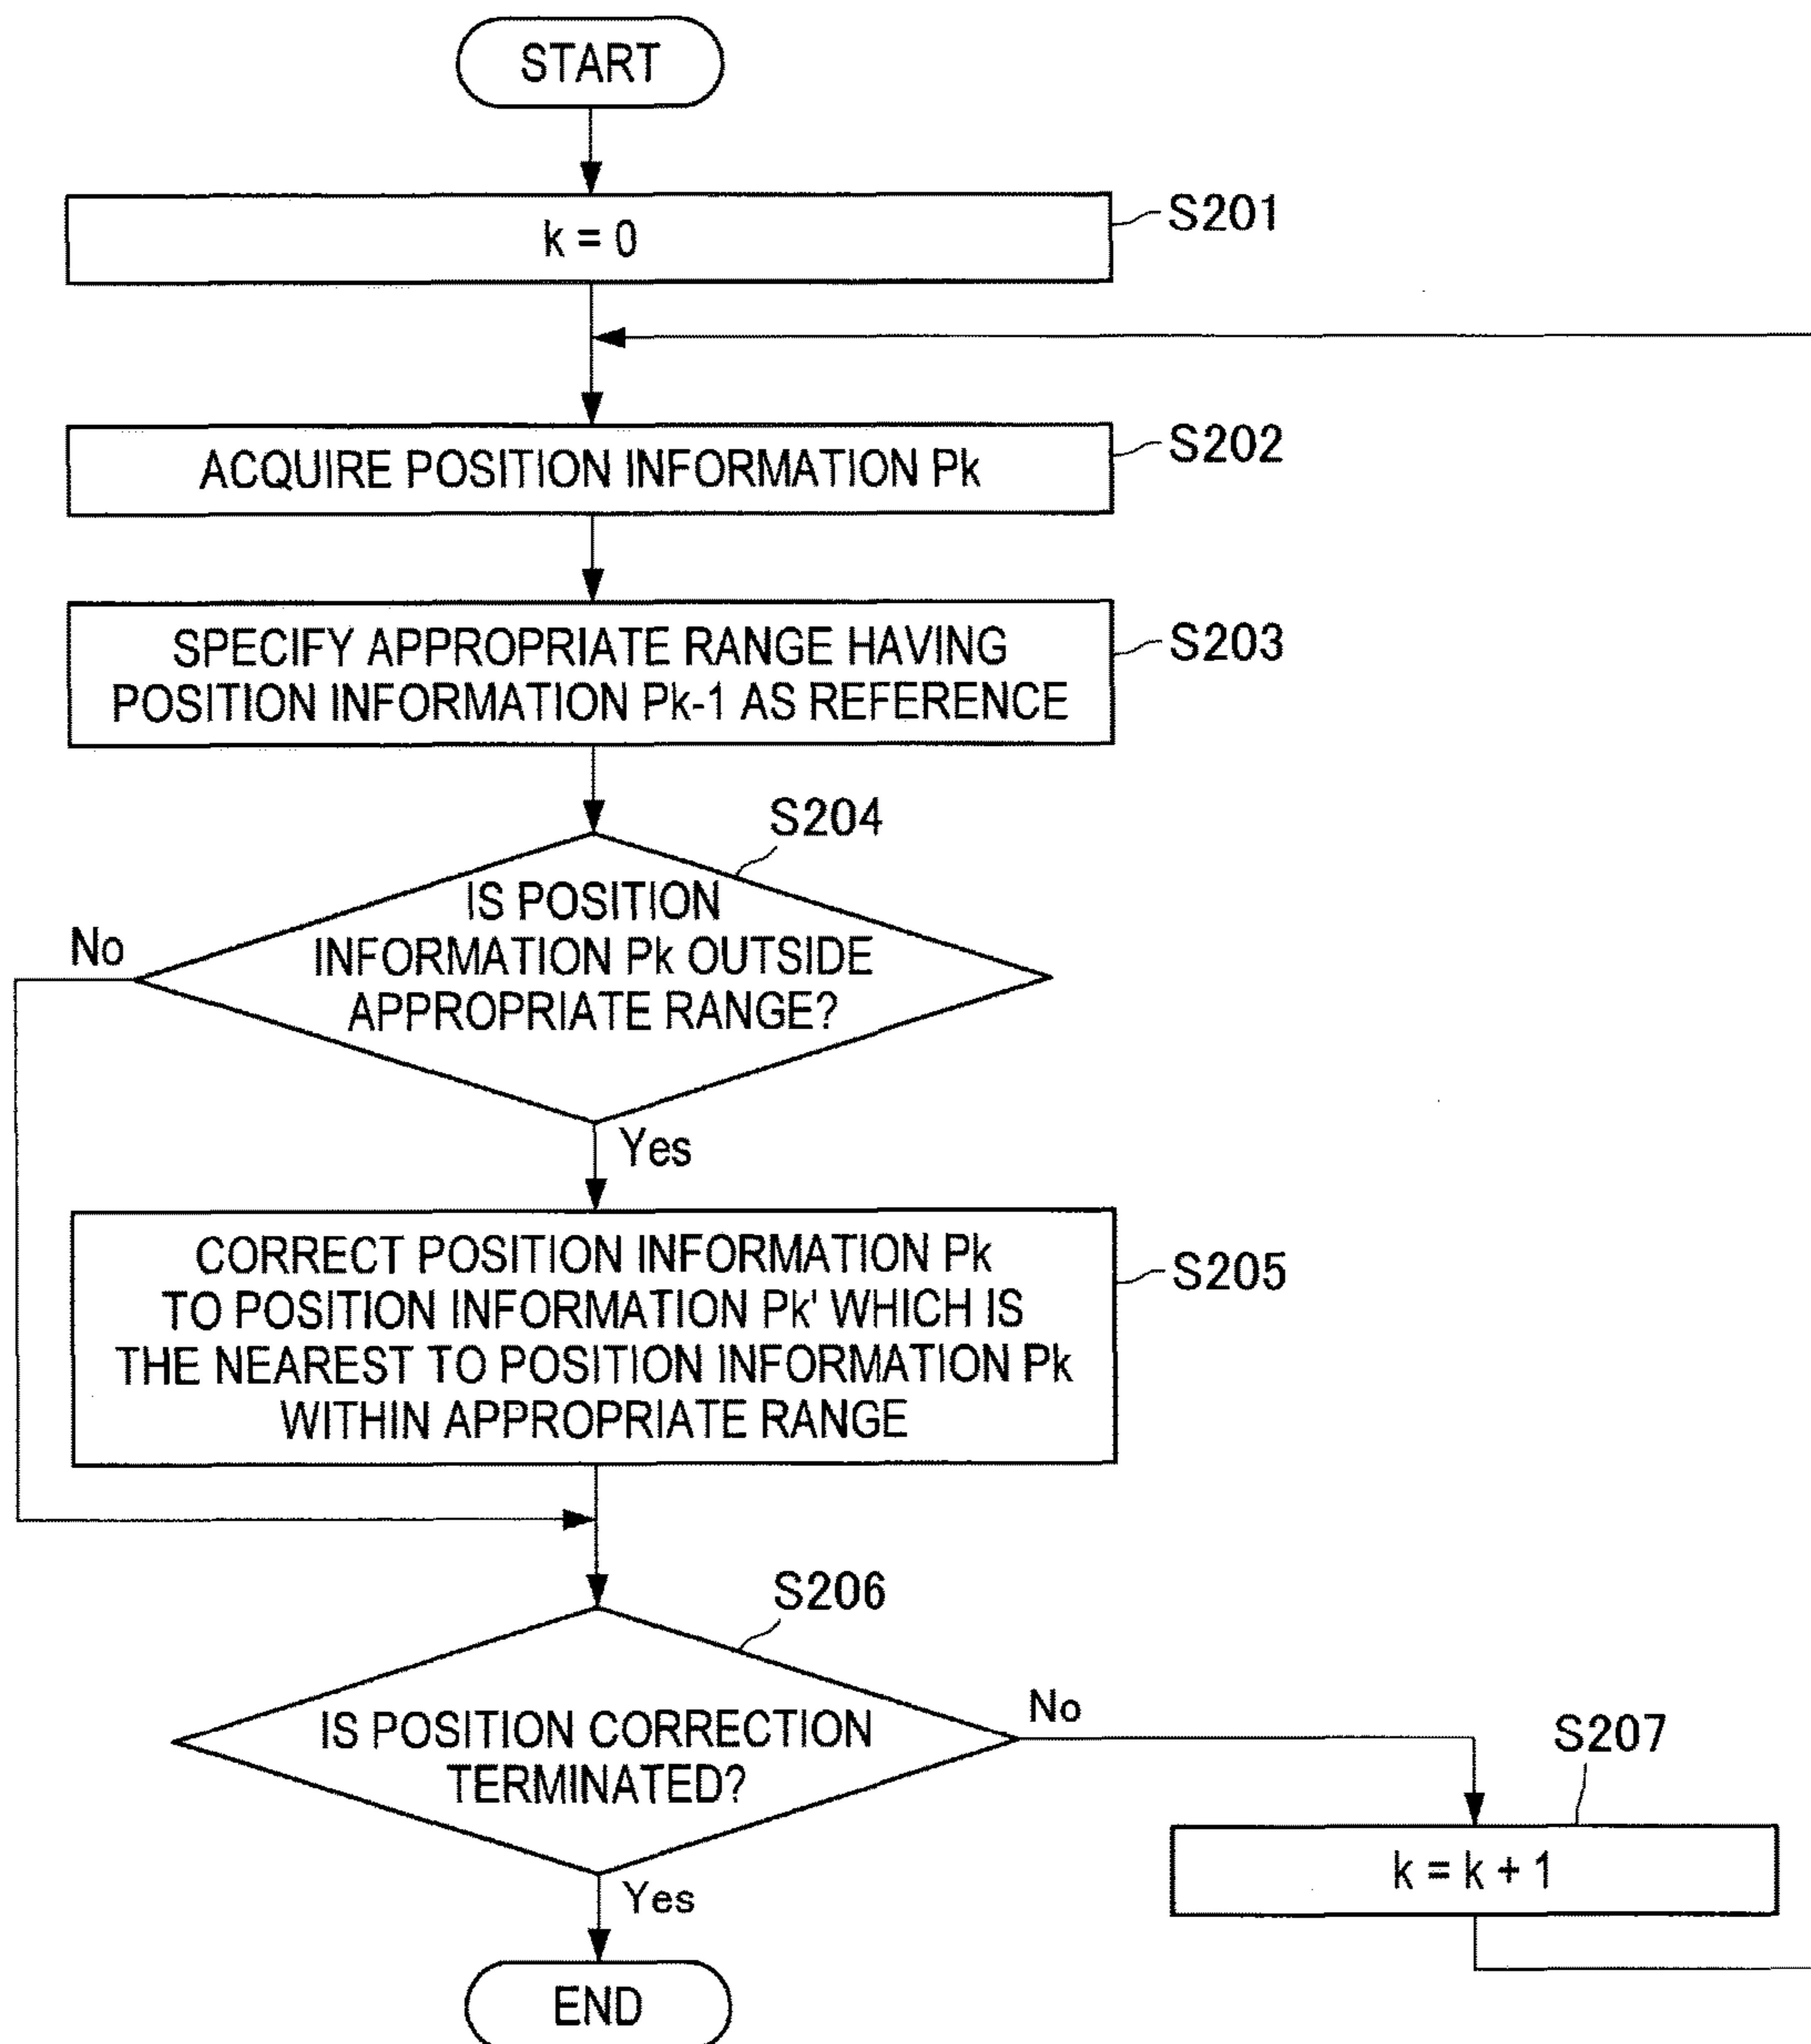 START
k = 0
S201
ACQUIRE POSITION INFORMATION Pk
S202
SPECIFY APPROPRIATE RANGE HAVING
POSITION INFORMATION Pk-1 AS REFERENCE
S203
S204
IS POSITION
INFORMATION Pk OUTSIDE
APPROPRIATE RANGE?
No
Yes
CORRECT POSITION INFORMATION Pk
TO POSITION INFORMATION Pk' WHICH IS
THE NEAREST TO POSITION INFORMATION Pk
WITHIN APPROPRIATE RANGE
S205
S206
IS POSITION CORRECTION
TERMINATED?
No
S207
k = k + 1
Yes
END